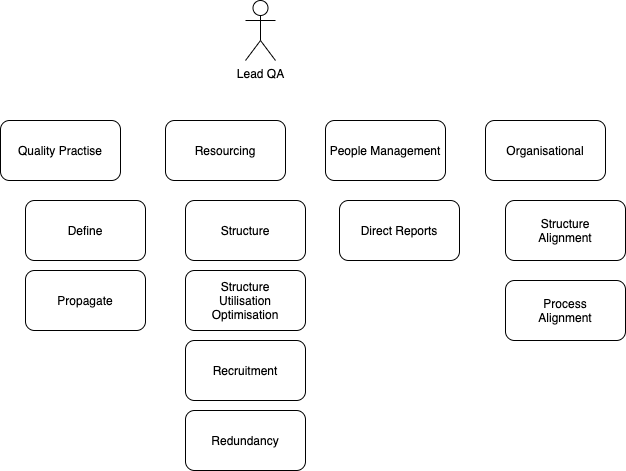 Lead QA
Quality Practise
Resourcing
People Management
Organisational
Define
Structure
Direct Reports
Structure
Alignment
Propagate
Structure
Utilisation
Optimisation
Process
Alignment
Recruitment
Redundancy